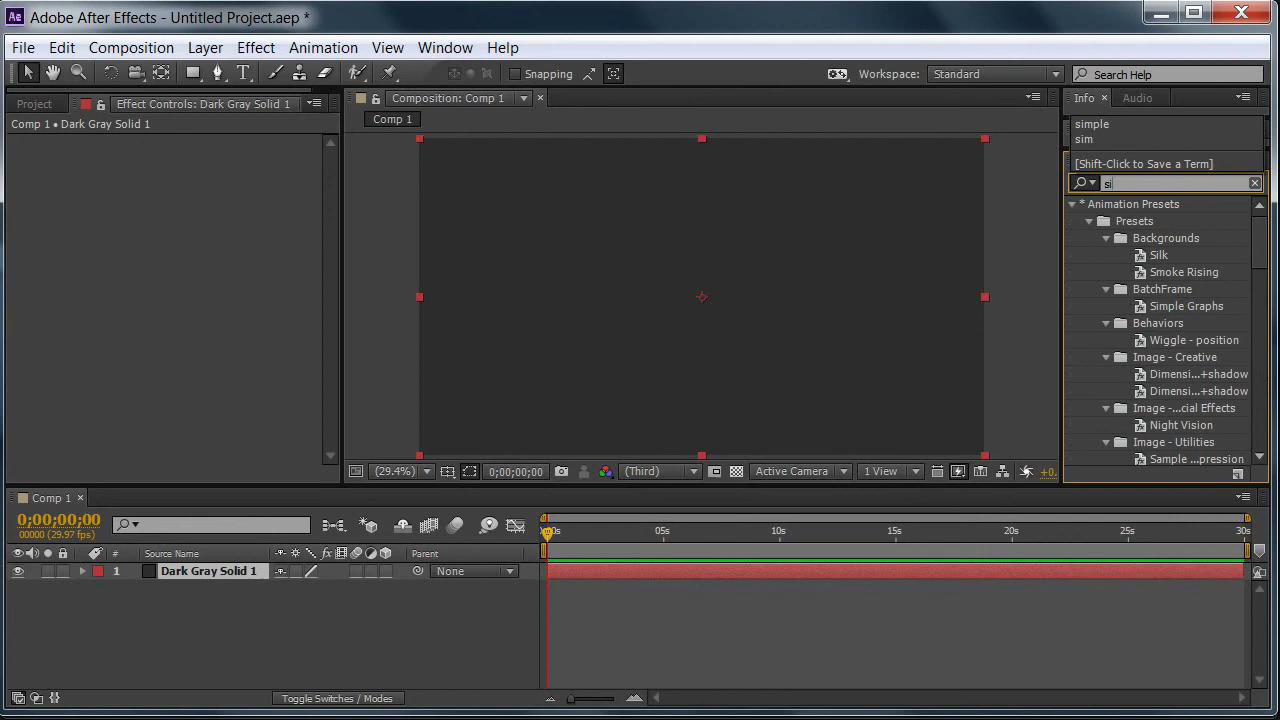 Ae Adobe After Effects - Untitled Project.aep *
File Edit Composition Layer Effect Animation View Window Help
T Snapping Workspace: Standard Search Help
Project Effect Controls: Dark Gray Solid 1 Composition: Comp 1 Info Audio
Comp 1 • Dark Gray Solid 1
Comp 1
simple
sim
[Shift-Click to Save a Term]
si
* Animation Presets
Presets
Backgrounds
Silk
Smoke Rising
BatchFrame
Simple Graphs
Behaviors
Wiggle - position
Image - Creative
Dimensi...+shadow
Dimensi...+shadow
Image -...cial Effects
Night Vision
Image - Utilities
Sample ...pression
(29.4%) 0;00;00;00 (Third) Active Camera 1 View +0.
Comp 1
0;00;00;00
00000 (29.97 fps)
00s 05s 10s 15s 20s 25s 30s
# Source Name fx Parent
1 Dark Gray Solid 1 None
Toggle Switches / Modes